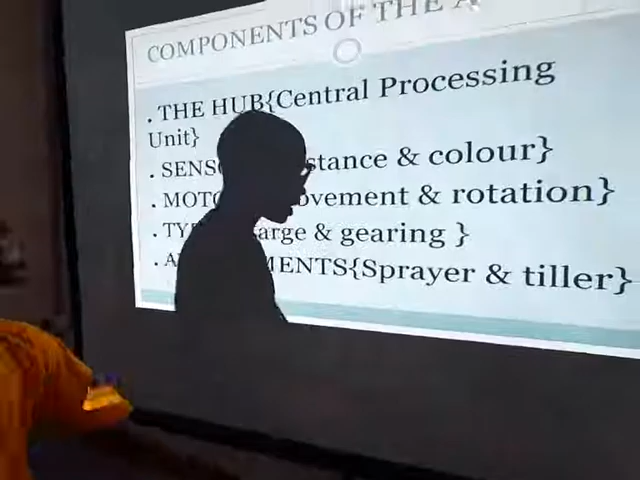 COMPONENTS OF THE
. THE HUB{Central Processing
Unit}
. SENS stance & colour}
. MOTO ovement & rotation}
. TY arge & gearing }
. A MENTS{Sprayer & tiller}